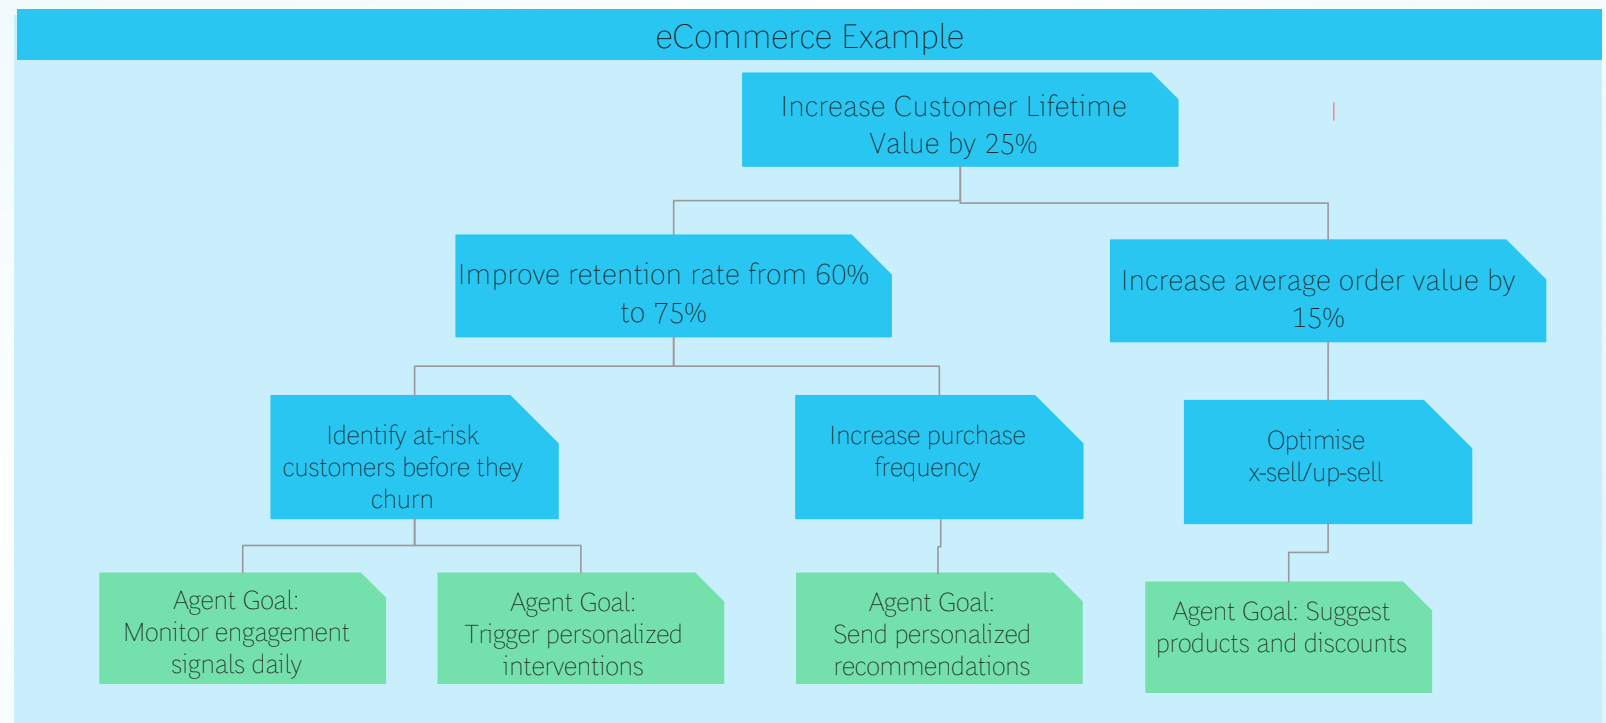 eCommerce Example
Increase Customer Lifetime
Value by 25%
Improve retention rate from 60%
to 75%
Increase average order value by
15%
Identify at-risk
customers before they
churn
Increase purchase
frequency
Optimise
x-sell/up-sell
Agent Goal:
Monitor engagement
signals daily
Agent Goal:
Trigger personalized
interventions
Agent Goal:
Send personalized
recommendations
Agent Goal: Suggest
products and discounts